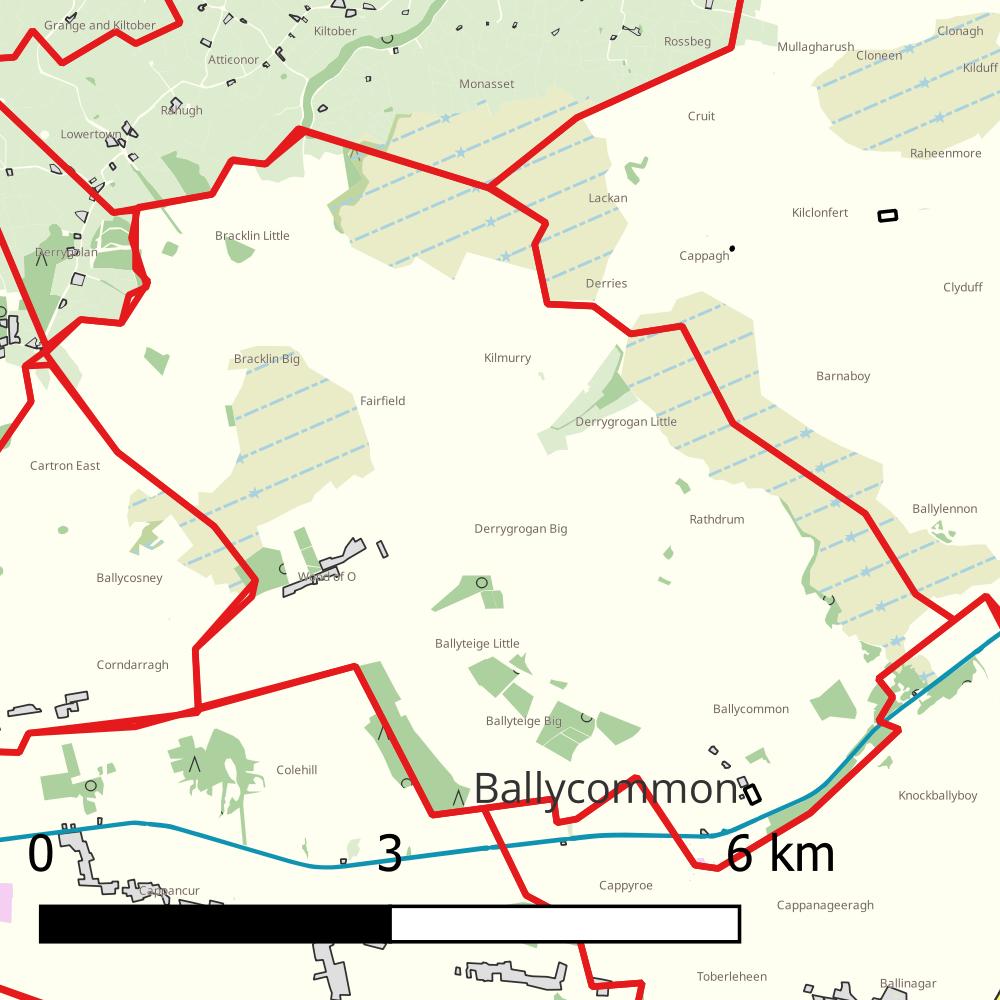 Grange and Kiltober
Kiltober
Rossbeg
Clonagh
Mullagharush
Cloneen
Atticonor
Kilduff
Monasset
Rahugh
Cruit
Lowertown
Raheenmore
Lackan
Kilclonfert
Bracklin Little
Derrygolan
Cappagh
Derries
Clyduff
Bracklin Big
Kilmurry
Barnaboy
Fairfield
Derrygrogan Little
Cartron East
Ballylennon
Rathdrum
Derrygrogan Big
Ballycosney
Wood of O
Ballyteige Little
Corndarragh
Ballycommon
Ballyteige Big
Colehill
Ballycommon
Knockballyboy
0 3 6 km
Cappyroe
Cappancur
Cappanageeragh
Toberleheen
Ballinagar